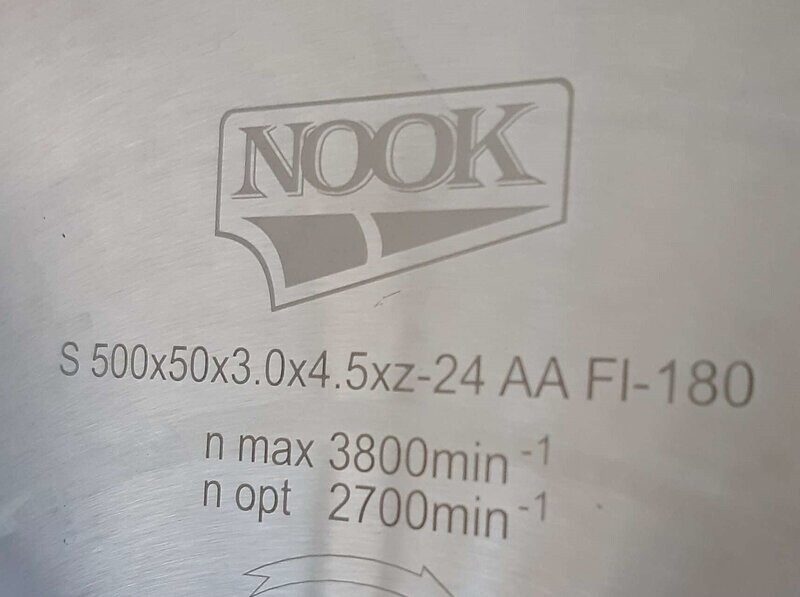 NOOK
S 500x50x3.0x4.5xz-24 AA FI-180
n max 3800min⁻¹
n opt 2700min⁻¹